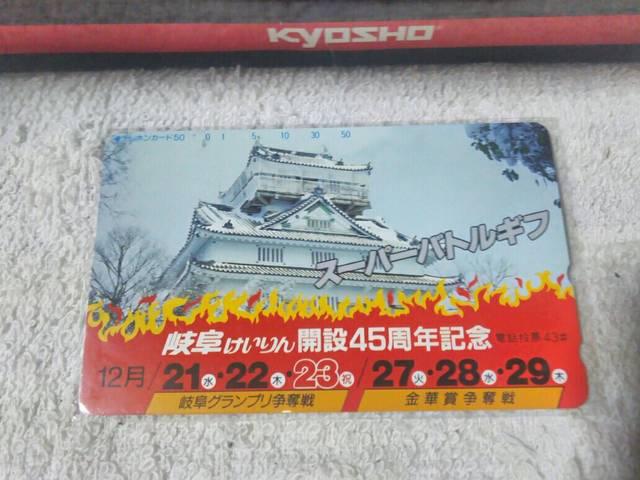 KYOSHO
テレホンカード50 0 1 5 10 30 50
スーパーバトルギフ
岐阜けいりん開設45周年記念 電話投票43#
12月/21水・22木・23祝/27火・28水・29木
岐阜グランプリ争奪戦 金華賞争奪戦